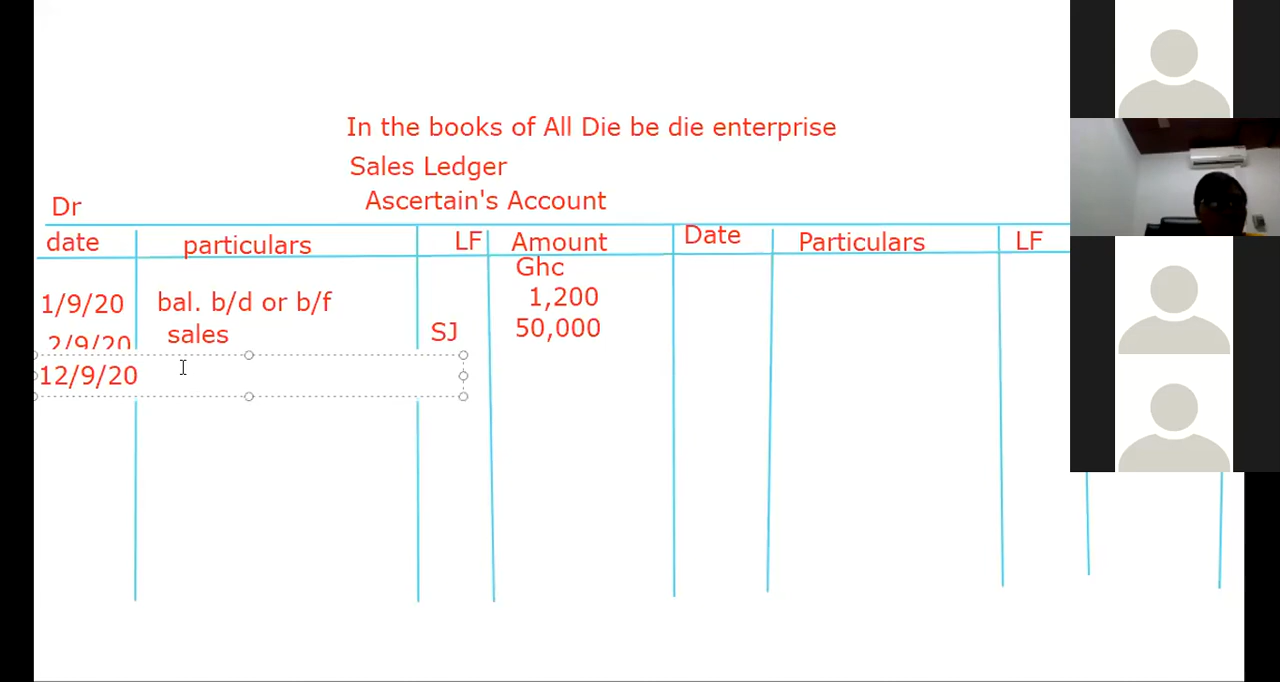 In the books of All Die be die enterprise
Sales Ledger
Ascertain's Account
Dr
date particulars LF Amount Date Particulars LF
Ghc
1/9/20 bal. b/d or b/f 1,200
2/9/20 sales SJ 50,000
12/9/20